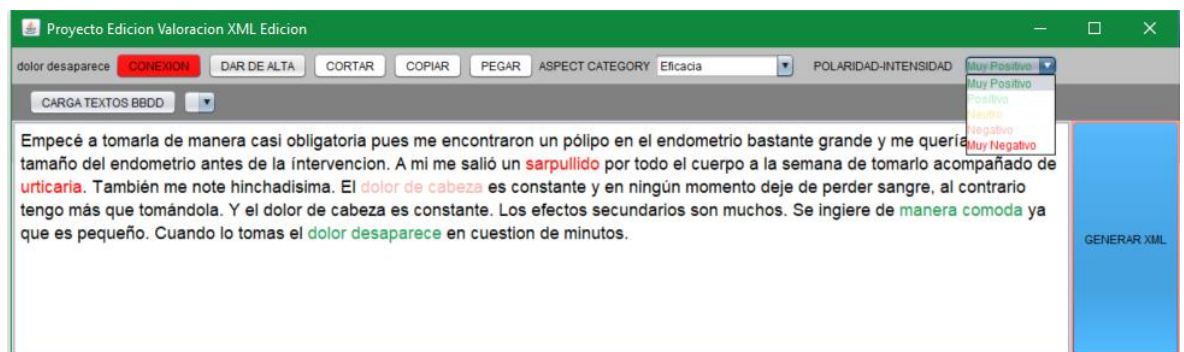 Proyecto Edicion Valoracion XML Edicion
dolor desaparece CONEXION DAR DE ALTA CORTAR COPIAR PEGAR ASPECT CATEGORY Eficacia POLARIDAD-INTENSIDAD Muy Positivo
Muy Positivo
Positivo
Neutro
Negativo
Muy Negativo
CARGA TEXTOS BBDD
Empecé a tomarla de manera casi obligatoria pues me encontraron un pólipo en el endometrio bastante grande y me quería
tamaño del endometrio antes de la íntervencion. A mi me salió un sarpullido por todo el cuerpo a la semana de tomarlo acompañado de
urticaria. También me note hinchadisima. El dolor de cabeza es constante y en ningún momento deje de perder sangre, al contrario
tengo más que tomándola. Y el dolor de cabeza es constante. Los efectos secundarios son muchos. Se ingiere de manera comoda ya
que es pequeño. Cuando lo tomas el dolor desaparece en cuestion de minutos.
GENERAR XML